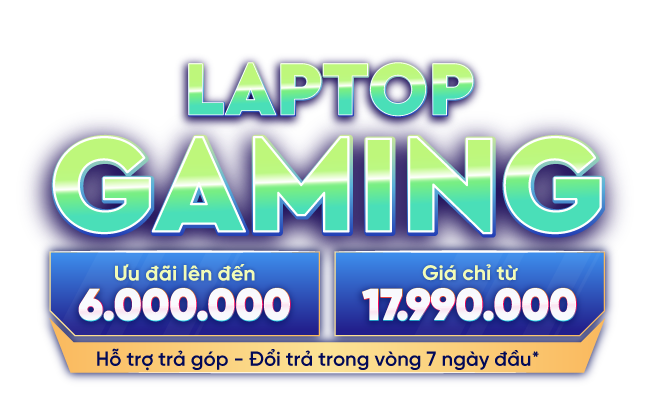 LAPTOP
GAMING
Ưu đãi lên đến
6.000.000
Giá chỉ từ
17.990.000
Hỗ trợ trả góp - Đổi trả trong vòng 7 ngày đầu*